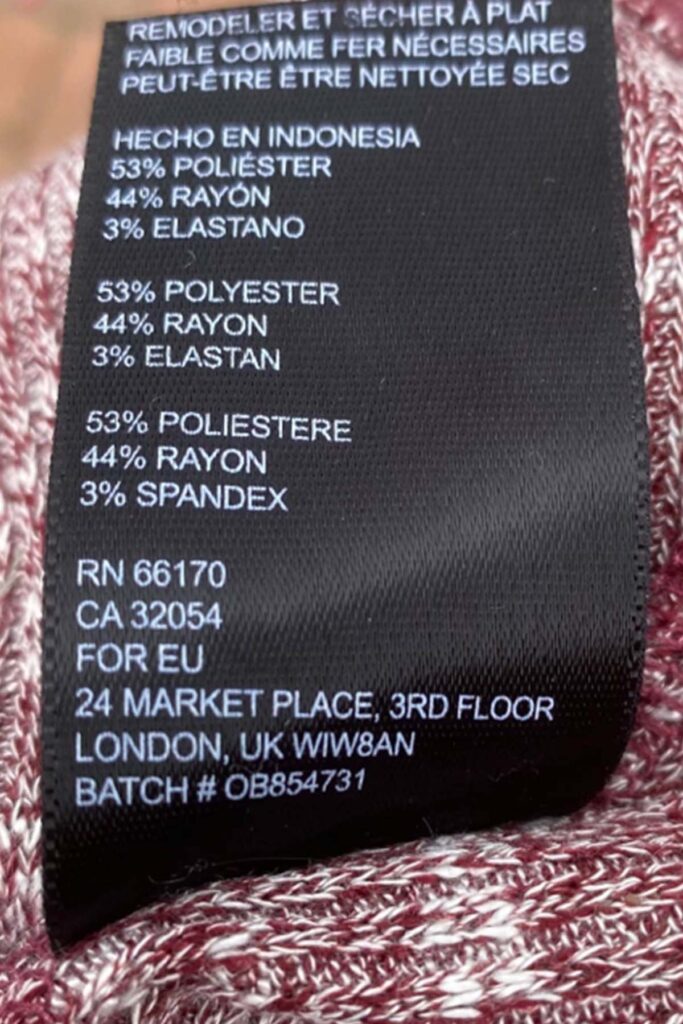 REMODELER ET SÉCHER À PLAT
FAIBLE COMME FER NÉCESSAIRES
PEUT-ÊTRE ÊTRE NETTOYÉE SEC
HECHO EN INDONESIA
53% POLIÉSTER
44% RAYÓN
3% ELASTANO
53% POLYESTER
44% RAYON
3% ELASTAN
53% POLIESTERE
44% RAYON
3% SPANDEX
RN 66170
CA 32054
FOR EU
24 MARKET PLACE, 3RD FLOOR
LONDON, UK WIW8AN
BATCH # OB854731